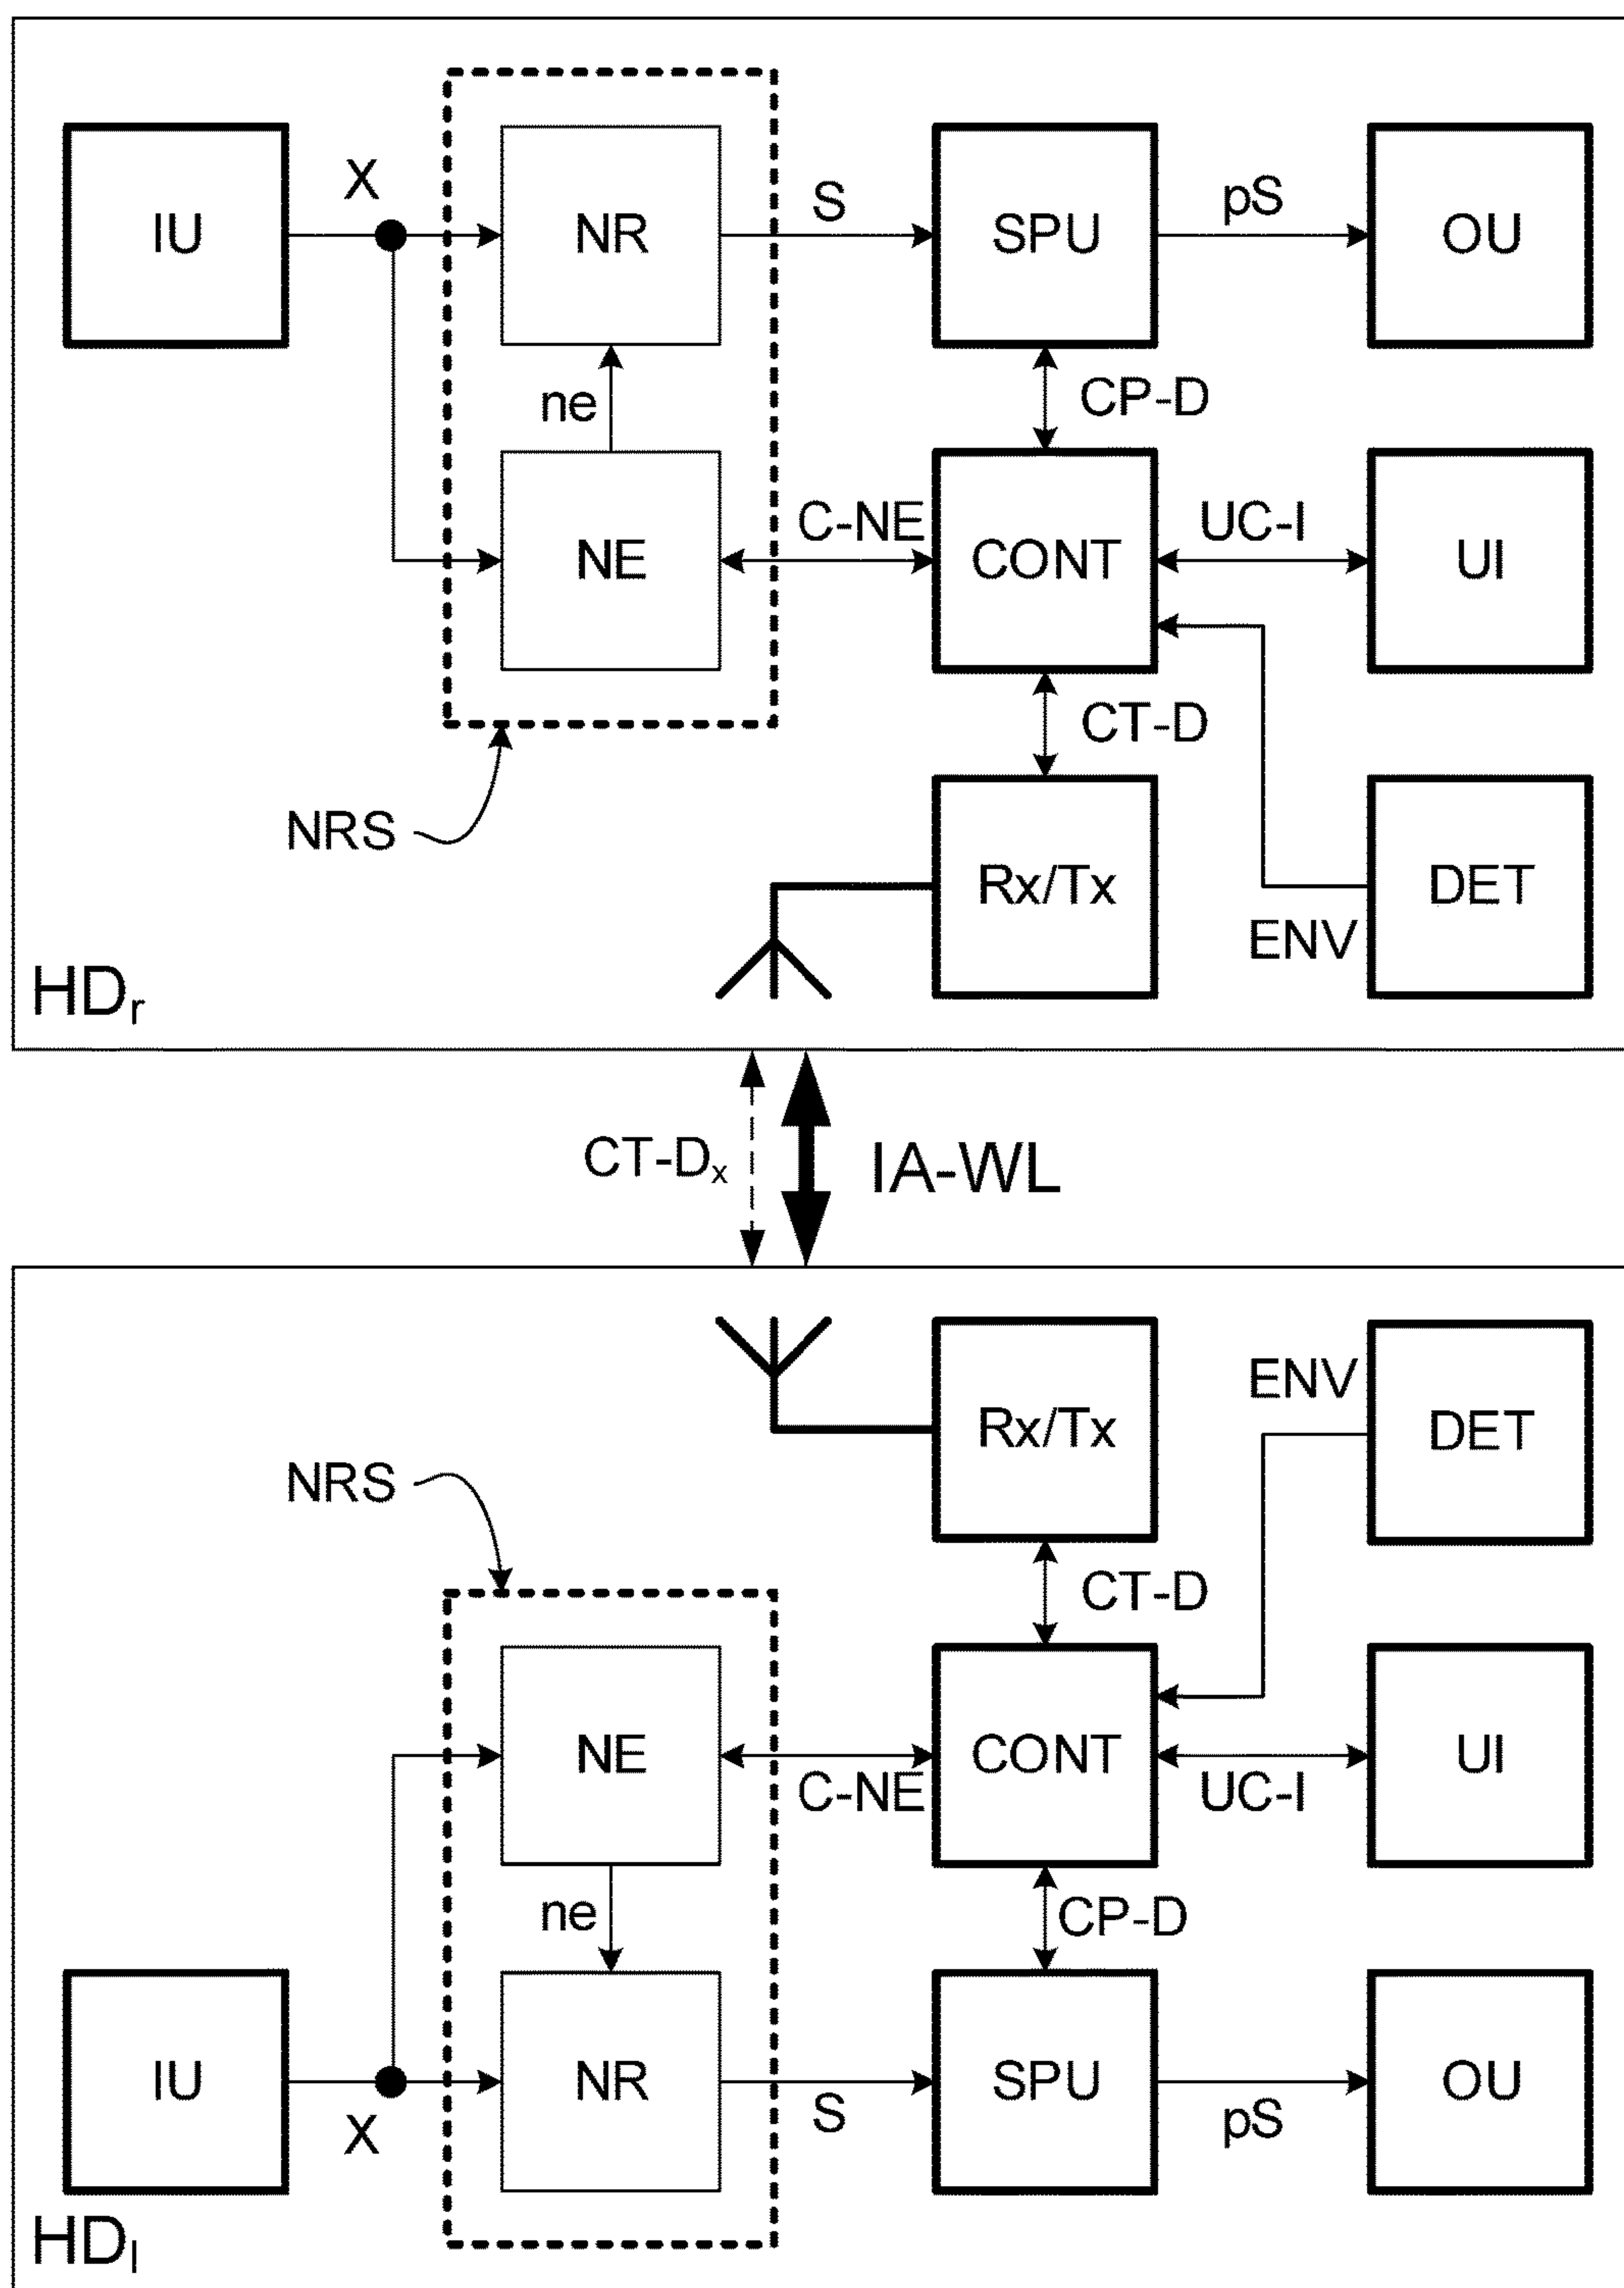 X
IU
NR
S
SPU
pS
OU
ne
CP-D
NE
C-NE
CONT
UC-I
UI
CT-D
NRS
Rx/Tx
DET
ENV
HDr
CT-Dx
IA-WL
Rx/Tx
ENV
DET
NRS
CT-D
NE
C-NE
CONT
UC-I
UI
ne
CP-D
IU
X
NR
S
SPU
pS
OU
HDl